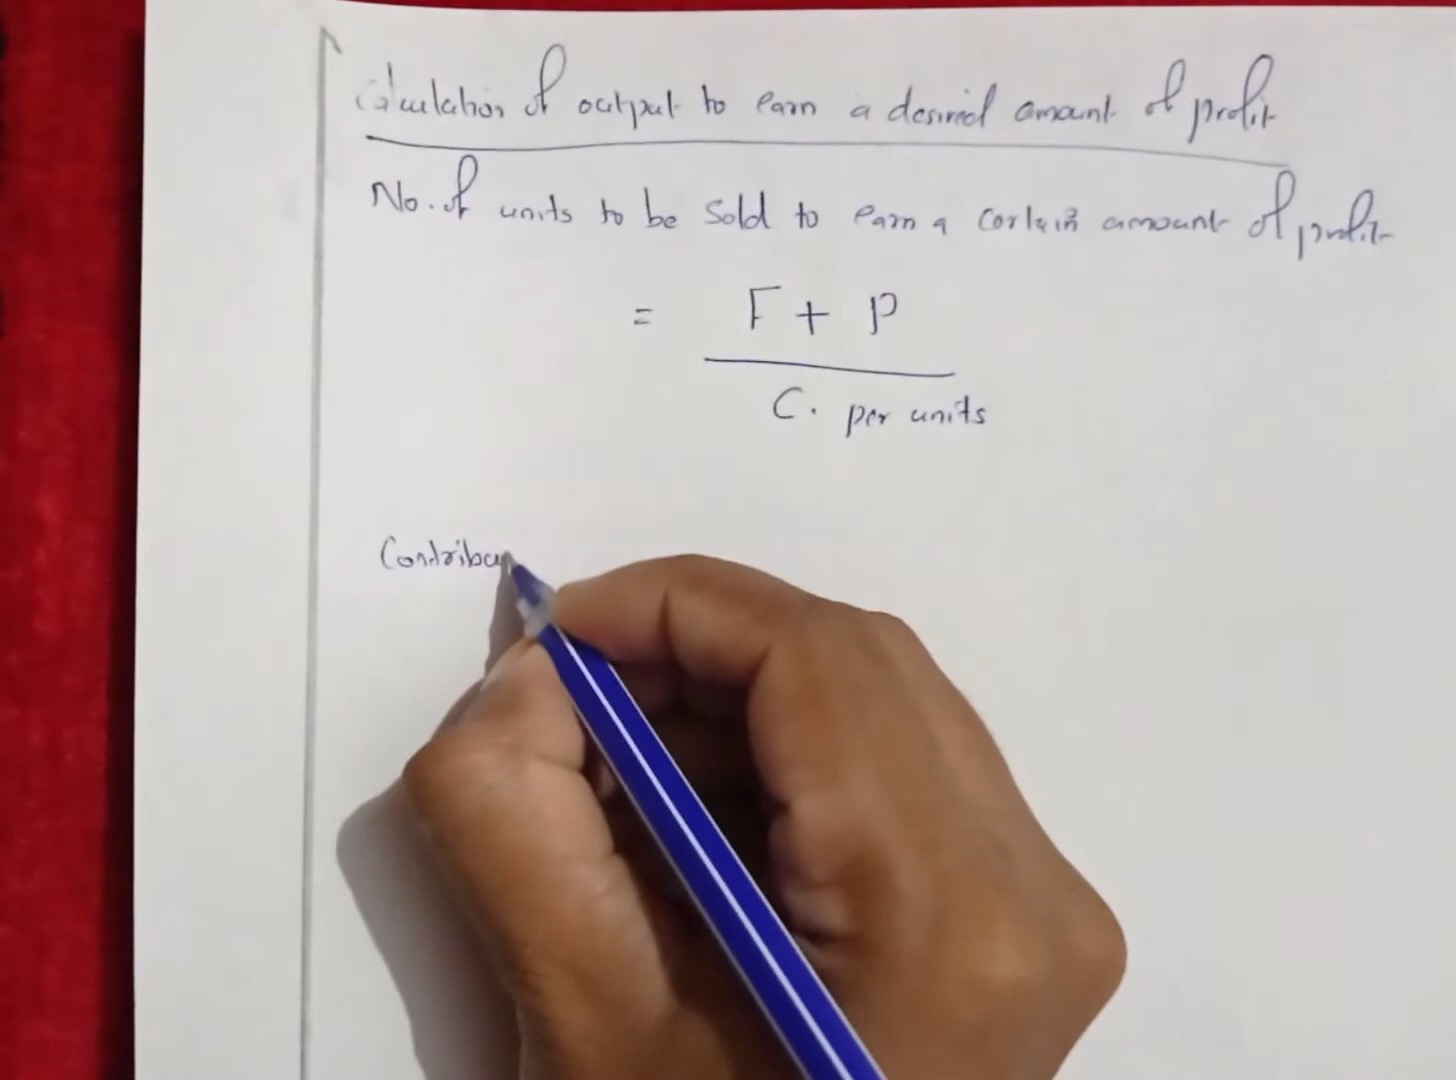 Calculation of output to earn a desired amount of profit
No. of units to be Sold to earn a certain amount of profit
= F + P
C. per units
Contribu